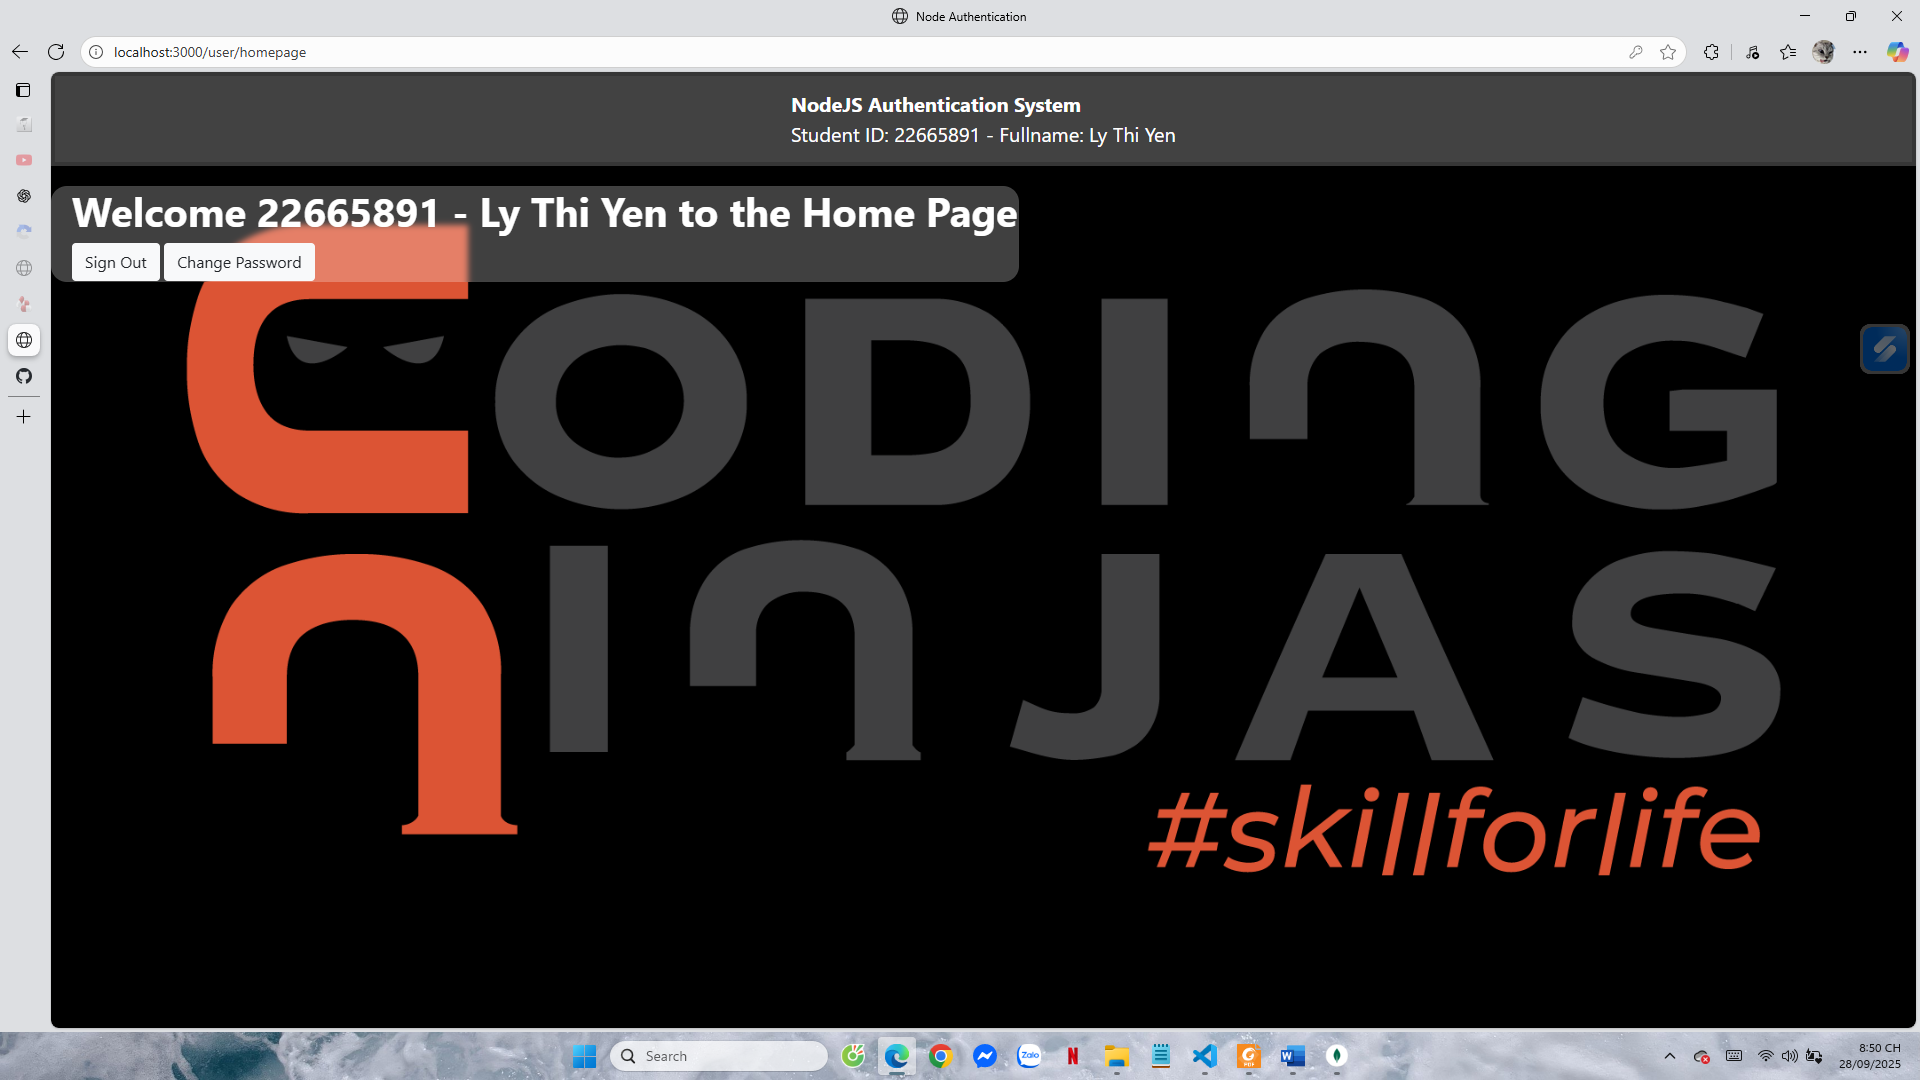 Node Authentication
localhost:3000/user/homepage
NodeJS Authentication System
Student ID: 22665891 - Fullname: Ly Thi Yen
Welcome 22665891 - Ly Thi Yen to the Home Page
Sign Out
Change Password
CODING
NINJAS
#skillforlife
Search
Zalo
N
PDF
8:50 CH
28/09/2025